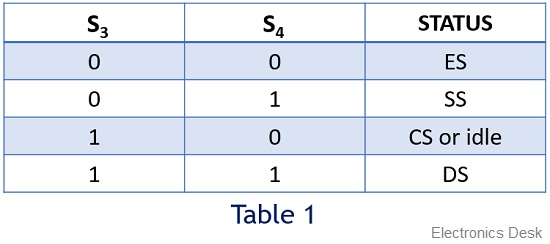 S₃ S₄ STATUS
0 0 ES
0 1 SS
1 0 CS or idle
1 1 DS
Table 1
Electronics Desk